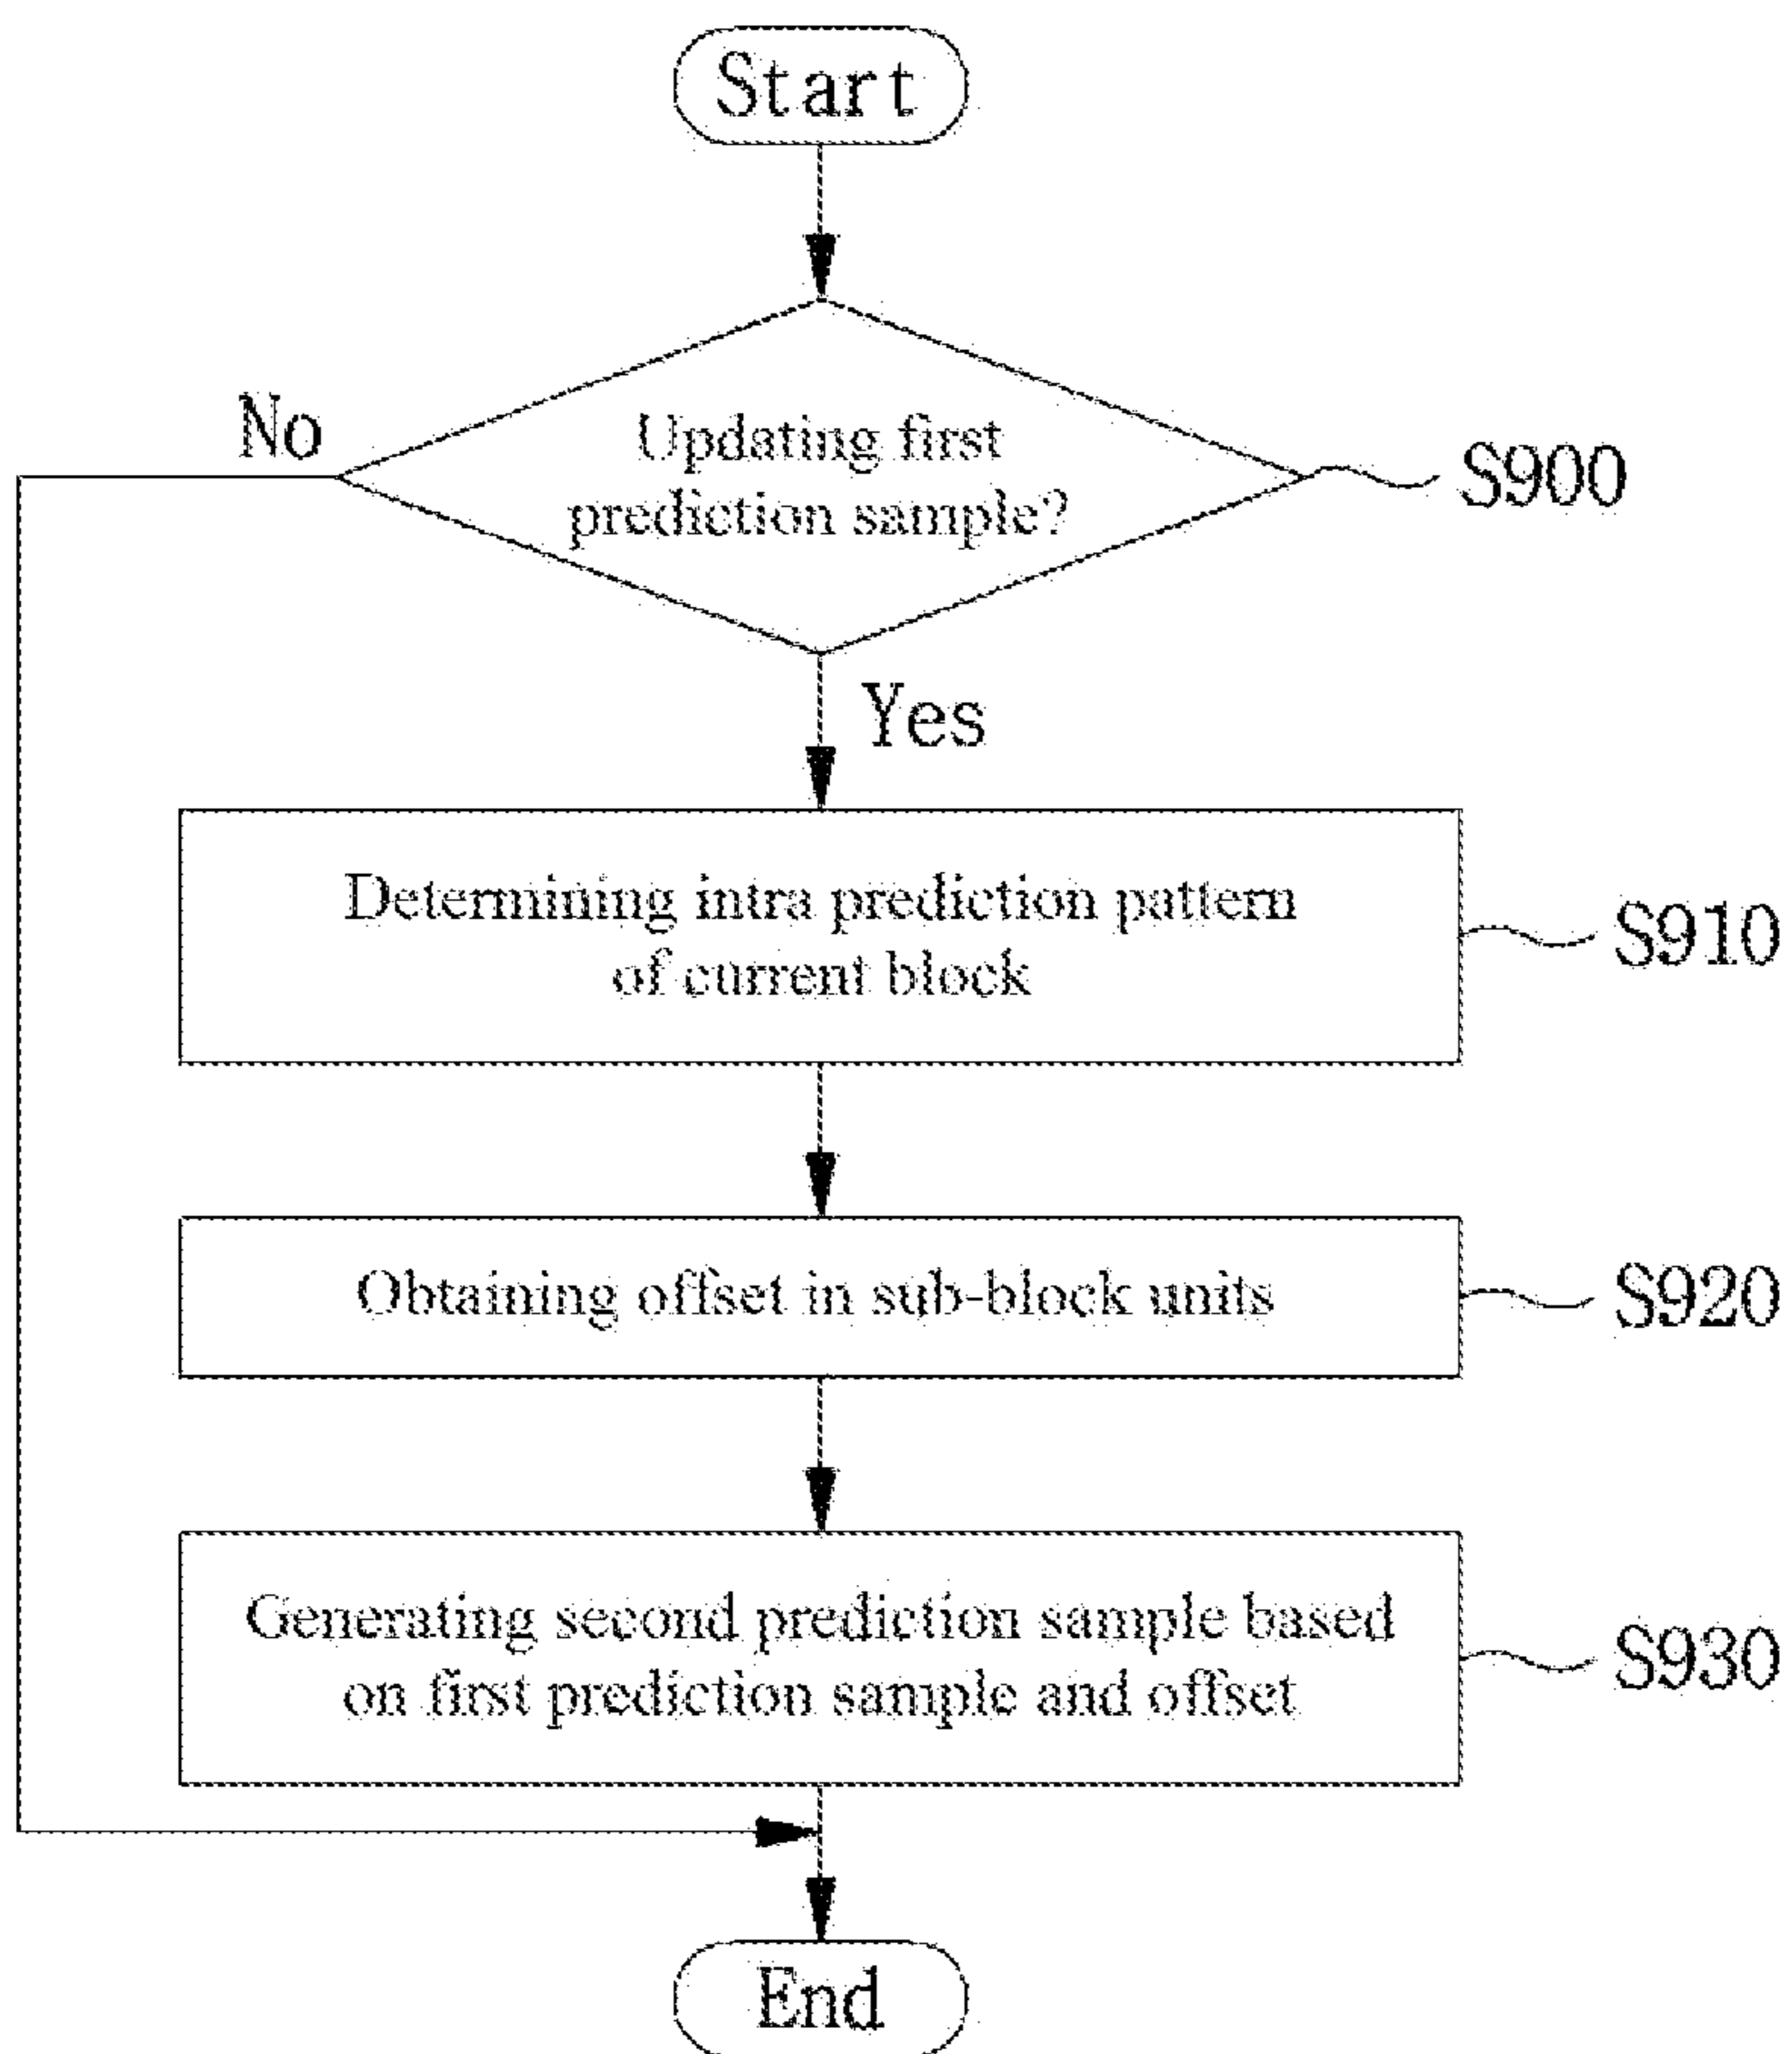 Start
No
Updating first
prediction sample?
S900
Yes
Determining intra prediction pattern
of current block
S910
Obtaining offset in sub-block units
S920
Generating second prediction sample based
on first prediction sample and offset
S930
End